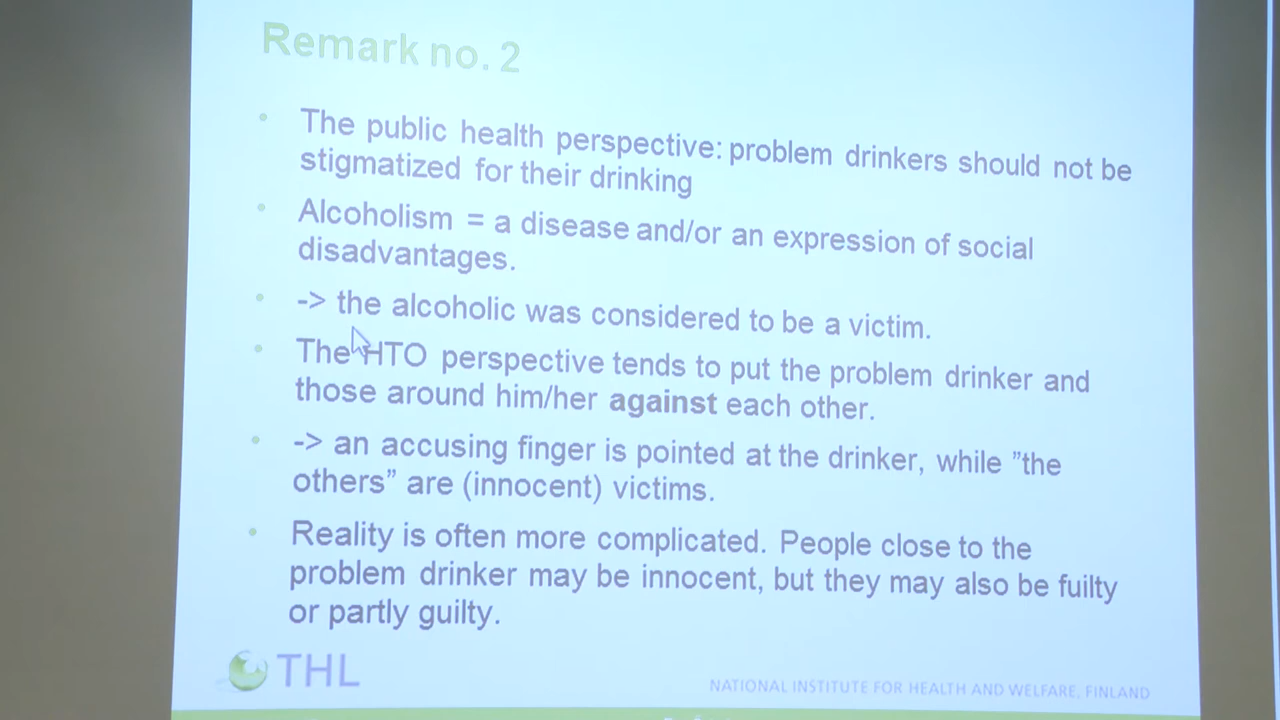 Remark no. 2
• The public health perspective: problem drinkers should not be
stigmatized for their drinking
• Alcoholism = a disease and/or an expression of social
disadvantages.
• -> the alcoholic was considered to be a victim.
• The HTO perspective tends to put the problem drinker and
those around him/her against each other.
• -> an accusing finger is pointed at the drinker, while ”the
others” are (innocent) victims.
• Reality is often more complicated. People close to the
problem drinker may be innocent, but they may also be fuilty
or partly guilty.
THL
NATIONAL INSTITUTE FOR HEALTH AND WELFARE, FINLAND